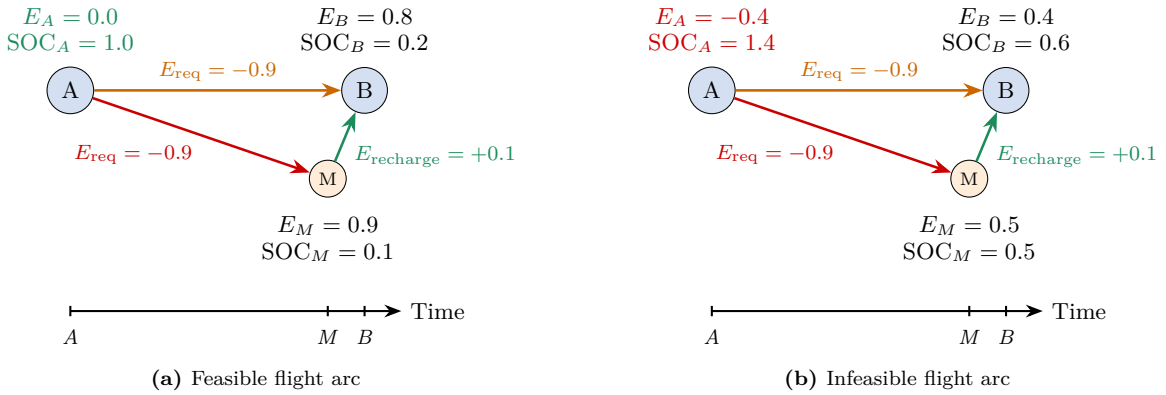 E_A = 0.0
SOC_A = 1.0
E_B = 0.8
SOC_B = 0.2
A
E_req = −0.9
B
E_req = −0.9
E_recharge = +0.1
M
E_M = 0.9
SOC_M = 0.1
Time
A M B
(a) Feasible flight arc
E_A = −0.4
SOC_A = 1.4
E_B = 0.4
SOC_B = 0.6
A
E_req = −0.9
B
E_req = −0.9
E_recharge = +0.1
M
E_M = 0.5
SOC_M = 0.5
Time
A M B
(b) Infeasible flight arc